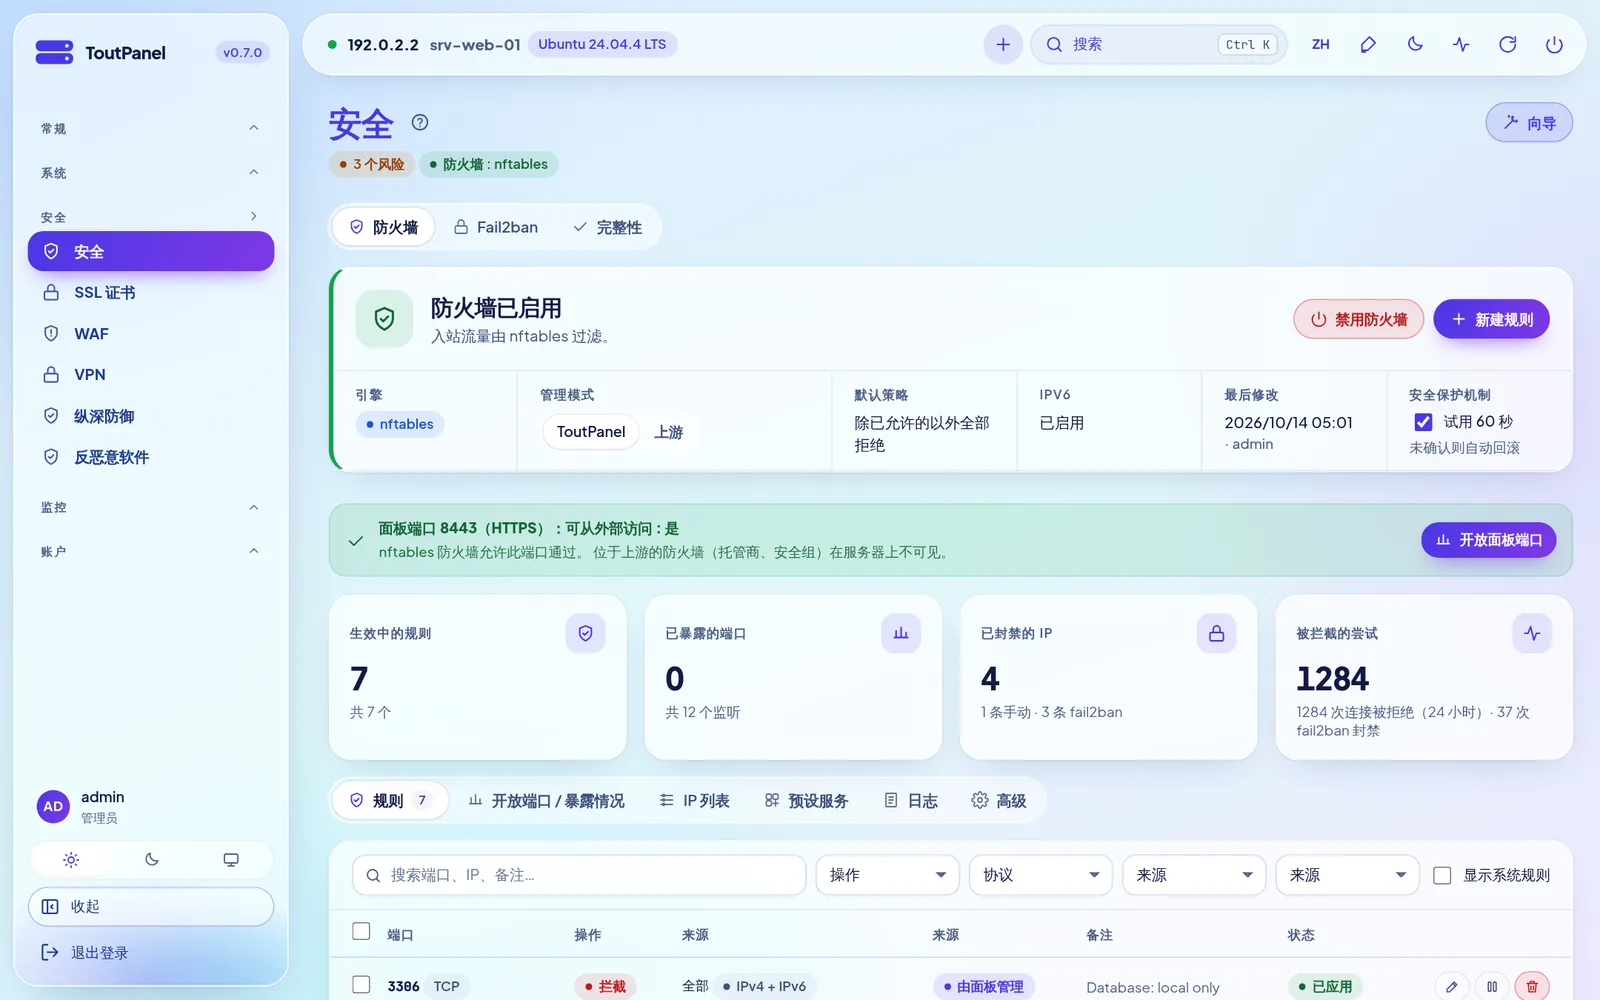 ToutPanel
v0.7.0
常规
系统
安全
安全
SSL 证书
WAF
VPN
纵深防御
反恶意软件
监控
账户
AD
admin
管理员
收起
退出登录
192.0.2.2 srv-web-01 Ubuntu 24.04.4 LTS
搜索
Ctrl K
ZH
安全
向导
3 个风险
防火墙 : nftables
防火墙
Fail2ban
完整性
防火墙已启用
入站流量由 nftables 过滤。
禁用防火墙
新建规则
引擎
nftables
管理模式
ToutPanel
上游
默认策略
除已允许的以外全部
拒绝
IPV6
已启用
最后修改
2026/10/14 05:01
· admin
安全保护机制
试用 60 秒
未确认则自动回滚
面板端口 8443（HTTPS）：可从外部访问 : 是
nftables 防火墙允许此端口通过。 位于上游的防火墙（托管商、安全组）在服务器上不可见。
开放面板端口
生效中的规则
7
共 7 个
已暴露的端口
0
共 12 个监听
已封禁的 IP
4
1 条手动 · 3 条 fail2ban
被拦截的尝试
1284
1284 次连接被拒绝（24 小时）· 37 次
fail2ban 封禁
规则 7
开放端口 / 暴露情况
IP 列表
预设服务
日志
高级
搜索端口、IP、备注...
操作
协议
来源
来源
显示系统规则
端口
操作
来源
来源
备注
状态
3306 TCP
拦截
全部 IPv4 + IPv6
由面板管理
Database: local only
已应用